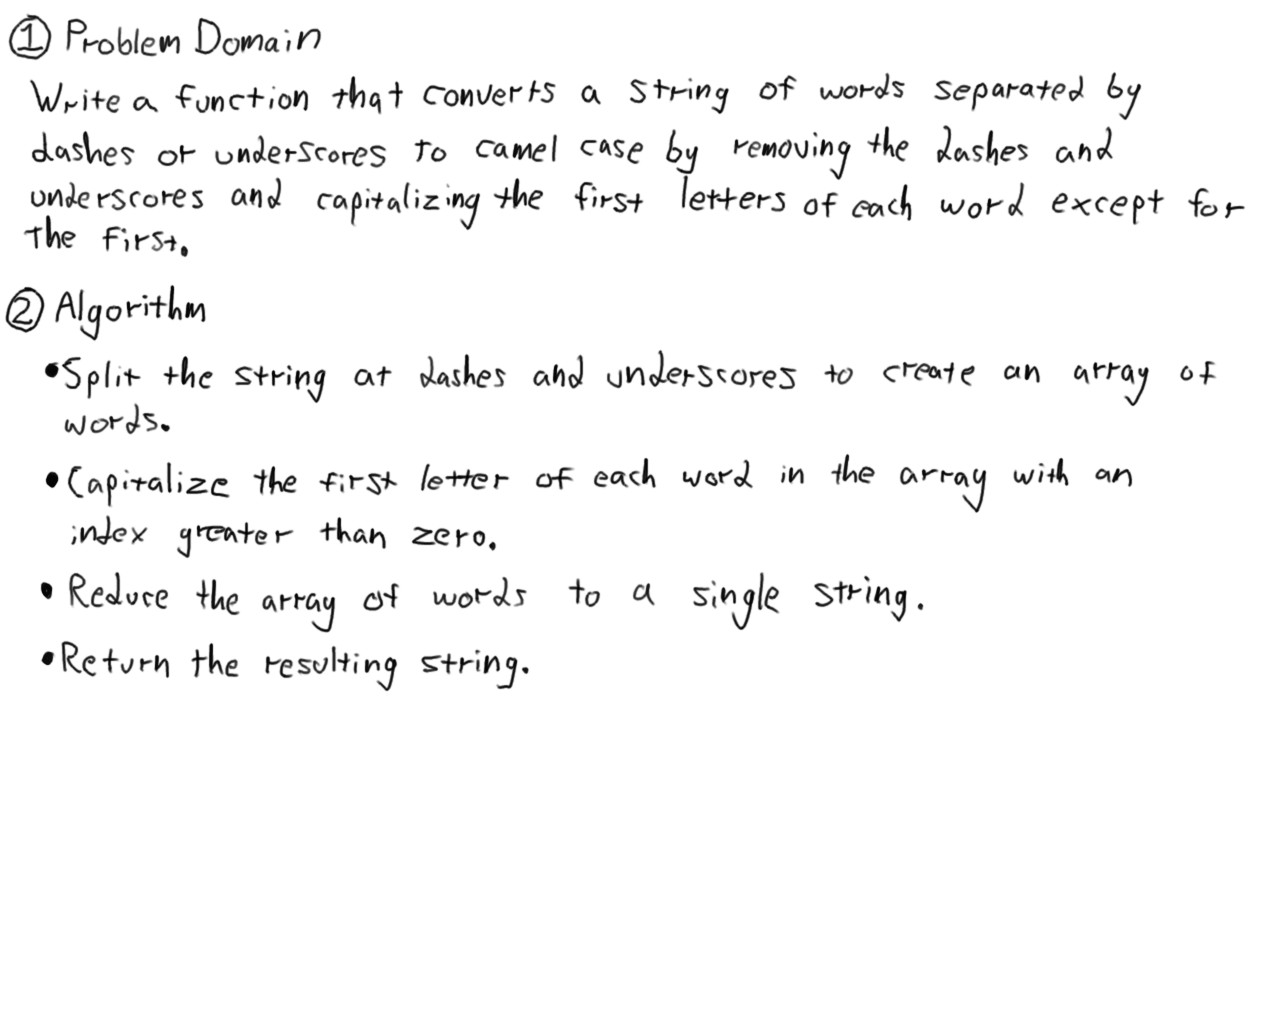 ① Problem Domain
Write a function that converts a string of words separated by
dashes or underscores to camel case by removing the dashes and
underscores and capitalizing the first letters of each word except for
the first.
② Algorithm
•Split the string at dashes and underscores to create an array of
words.
•Capitalize the first letter of each word in the array with an
index greater than zero.
• Reduce the array of words to a single string.
•Return the resulting string.